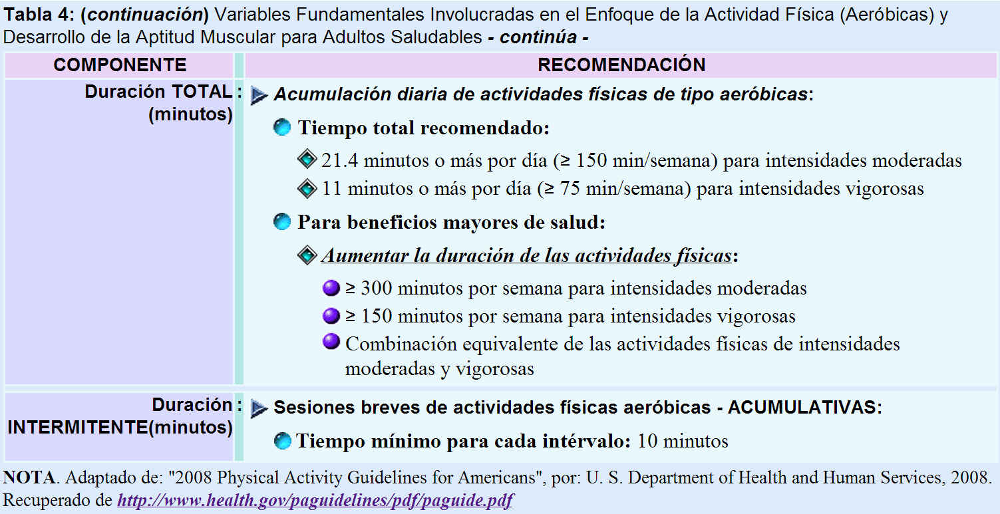 Tabla 4: (continuación) Variables Fundamentales Involucradas en el Enfoque de la Actividad Física (Aeróbicas) y
Desarrollo de la Aptitud Muscular para Adultos Saludables - continúa -
COMPONENTE
RECOMENDACIÓN
Duración TOTAL :
(minutos)
Acumulación diaria de actividades físicas de tipo aeróbicas:
Tiempo total recomendado:
21.4 minutos o más por día (≥ 150 min/semana) para intensidades moderadas
11 minutos o más por día (≥ 75 min/semana) para intensidades vigorosas
Para beneficios mayores de salud:
Aumentar la duración de las actividades físicas:
≥ 300 minutos por semana para intensidades moderadas
≥ 150 minutos por semana para intensidades vigorosas
Combinación equivalente de las actividades físicas de intensidades
moderadas y vigorosas
Duración :
INTERMITENTE(minutos)
Sesiones breves de actividades físicas aeróbicas - ACUMULATIVAS:
Tiempo mínimo para cada intérvalo: 10 minutos
NOTA. Adaptado de: "2008 Physical Activity Guidelines for Americans", por: U. S. Department of Health and Human Services, 2008.
Recuperado de http://www.health.gov/paguidelines/pdf/paguide.pdf